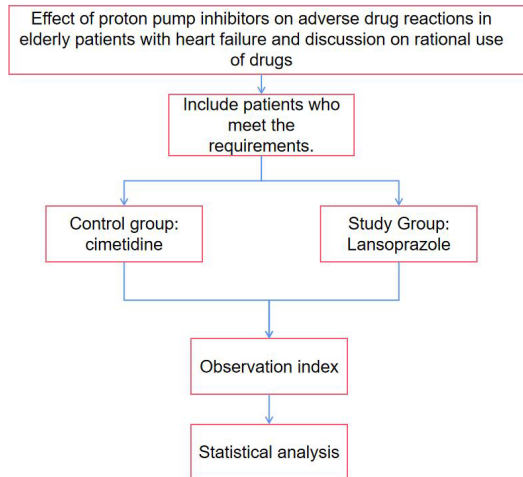 Effect of proton pump inhibitors on adverse drug reactions in
elderly patients with heart failure and discussion on rational use
of drugs
Include patients who
meet the
requirements.
Control group:
cimetidine
Study Group:
Lansoprazole
Observation index
Statistical analysis